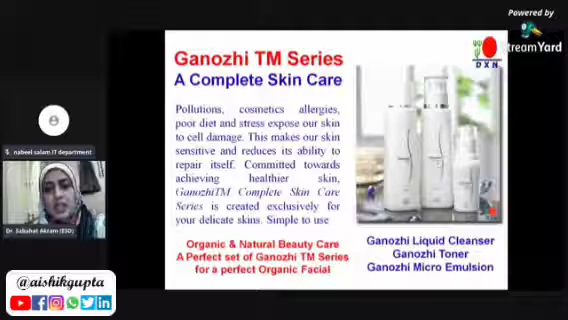 Powered by
StreamYard
Ganozhi TM Series
A Complete Skin Care
DXN
Pollutions, cosmetics allergies,
poor diet and stress expose our skin
to cell damage. This makes our skin
sensitive and reduces its ability to
repair itself. Committed towards
achieving healthier skin,
GanozhiTM Complete Skin Care
Series is created exclusively for
your delicate skins. Simple to use
Organic & Natural Beauty Care
A Perfect set of Ganozhi TM Series
for a perfect Organic Facial
Ganozhi Liquid Cleanser
Ganozhi Toner
Ganozhi Micro Emulsion
nabeel salam IT department
Dr. Sabahat Akram (ESD)
@aishikgupta